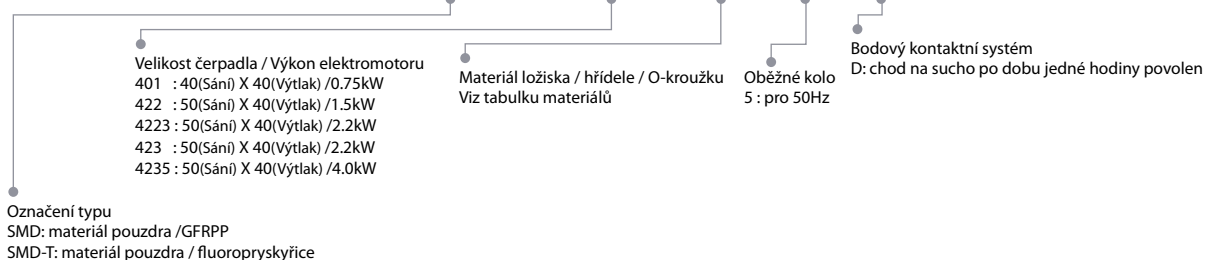 Velikost čerpadla / Výkon elektromotoru
401 : 40(Sání) X 40(Výtlak) /0.75kW
422 : 50(Sání) X 40(Výtlak) /1.5kW
4223 : 50(Sání) X 40(Výtlak) /2.2kW
423 : 50(Sání) X 40(Výtlak) /2.2kW
4235 : 50(Sání) X 40(Výtlak) /4.0kW
Materiál ložiska / hřídele / O-kroužku
Viz tabulku materiálů
Oběžné kolo
5 : pro 50Hz
Bodový kontaktní systém
D: chod na sucho po dobu jedné hodiny povolen
Označení typu
SMD: materiál pouzdra /GFRPP
SMD-T: materiál pouzdra / fluoropryskyřice